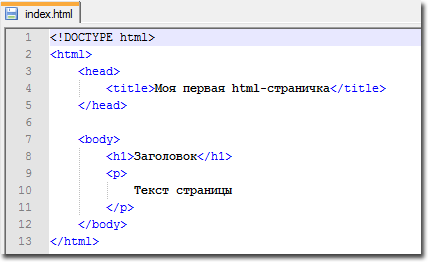 index.html
1 <!DOCTYPE html>
2 <html>
3 <head>
4 <title>Моя первая html-страничка</title>
5 </head>
6
7 <body>
8 <h1>Заголовок</h1>
9 <p>
10 Текст страницы
11 </p>
12 </body>
13 </html>